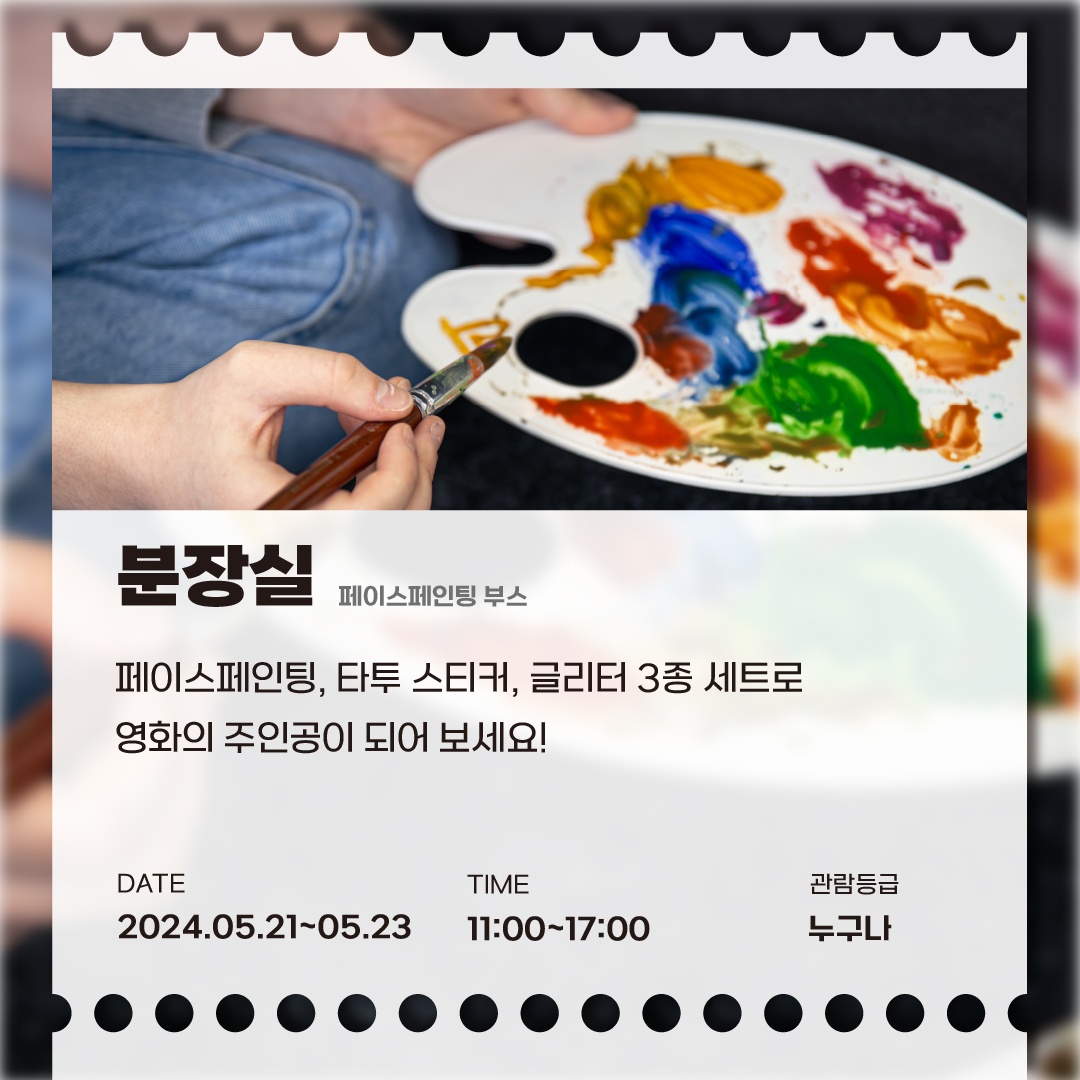 분장실 페이스페인팅 부스
페이스페인팅, 타투 스티커, 글리터 3종 세트로
영화의 주인공이 되어 보세요!
DATE TIME 관람등급
2024.05.21~05.23 11:00~17:00 누구나